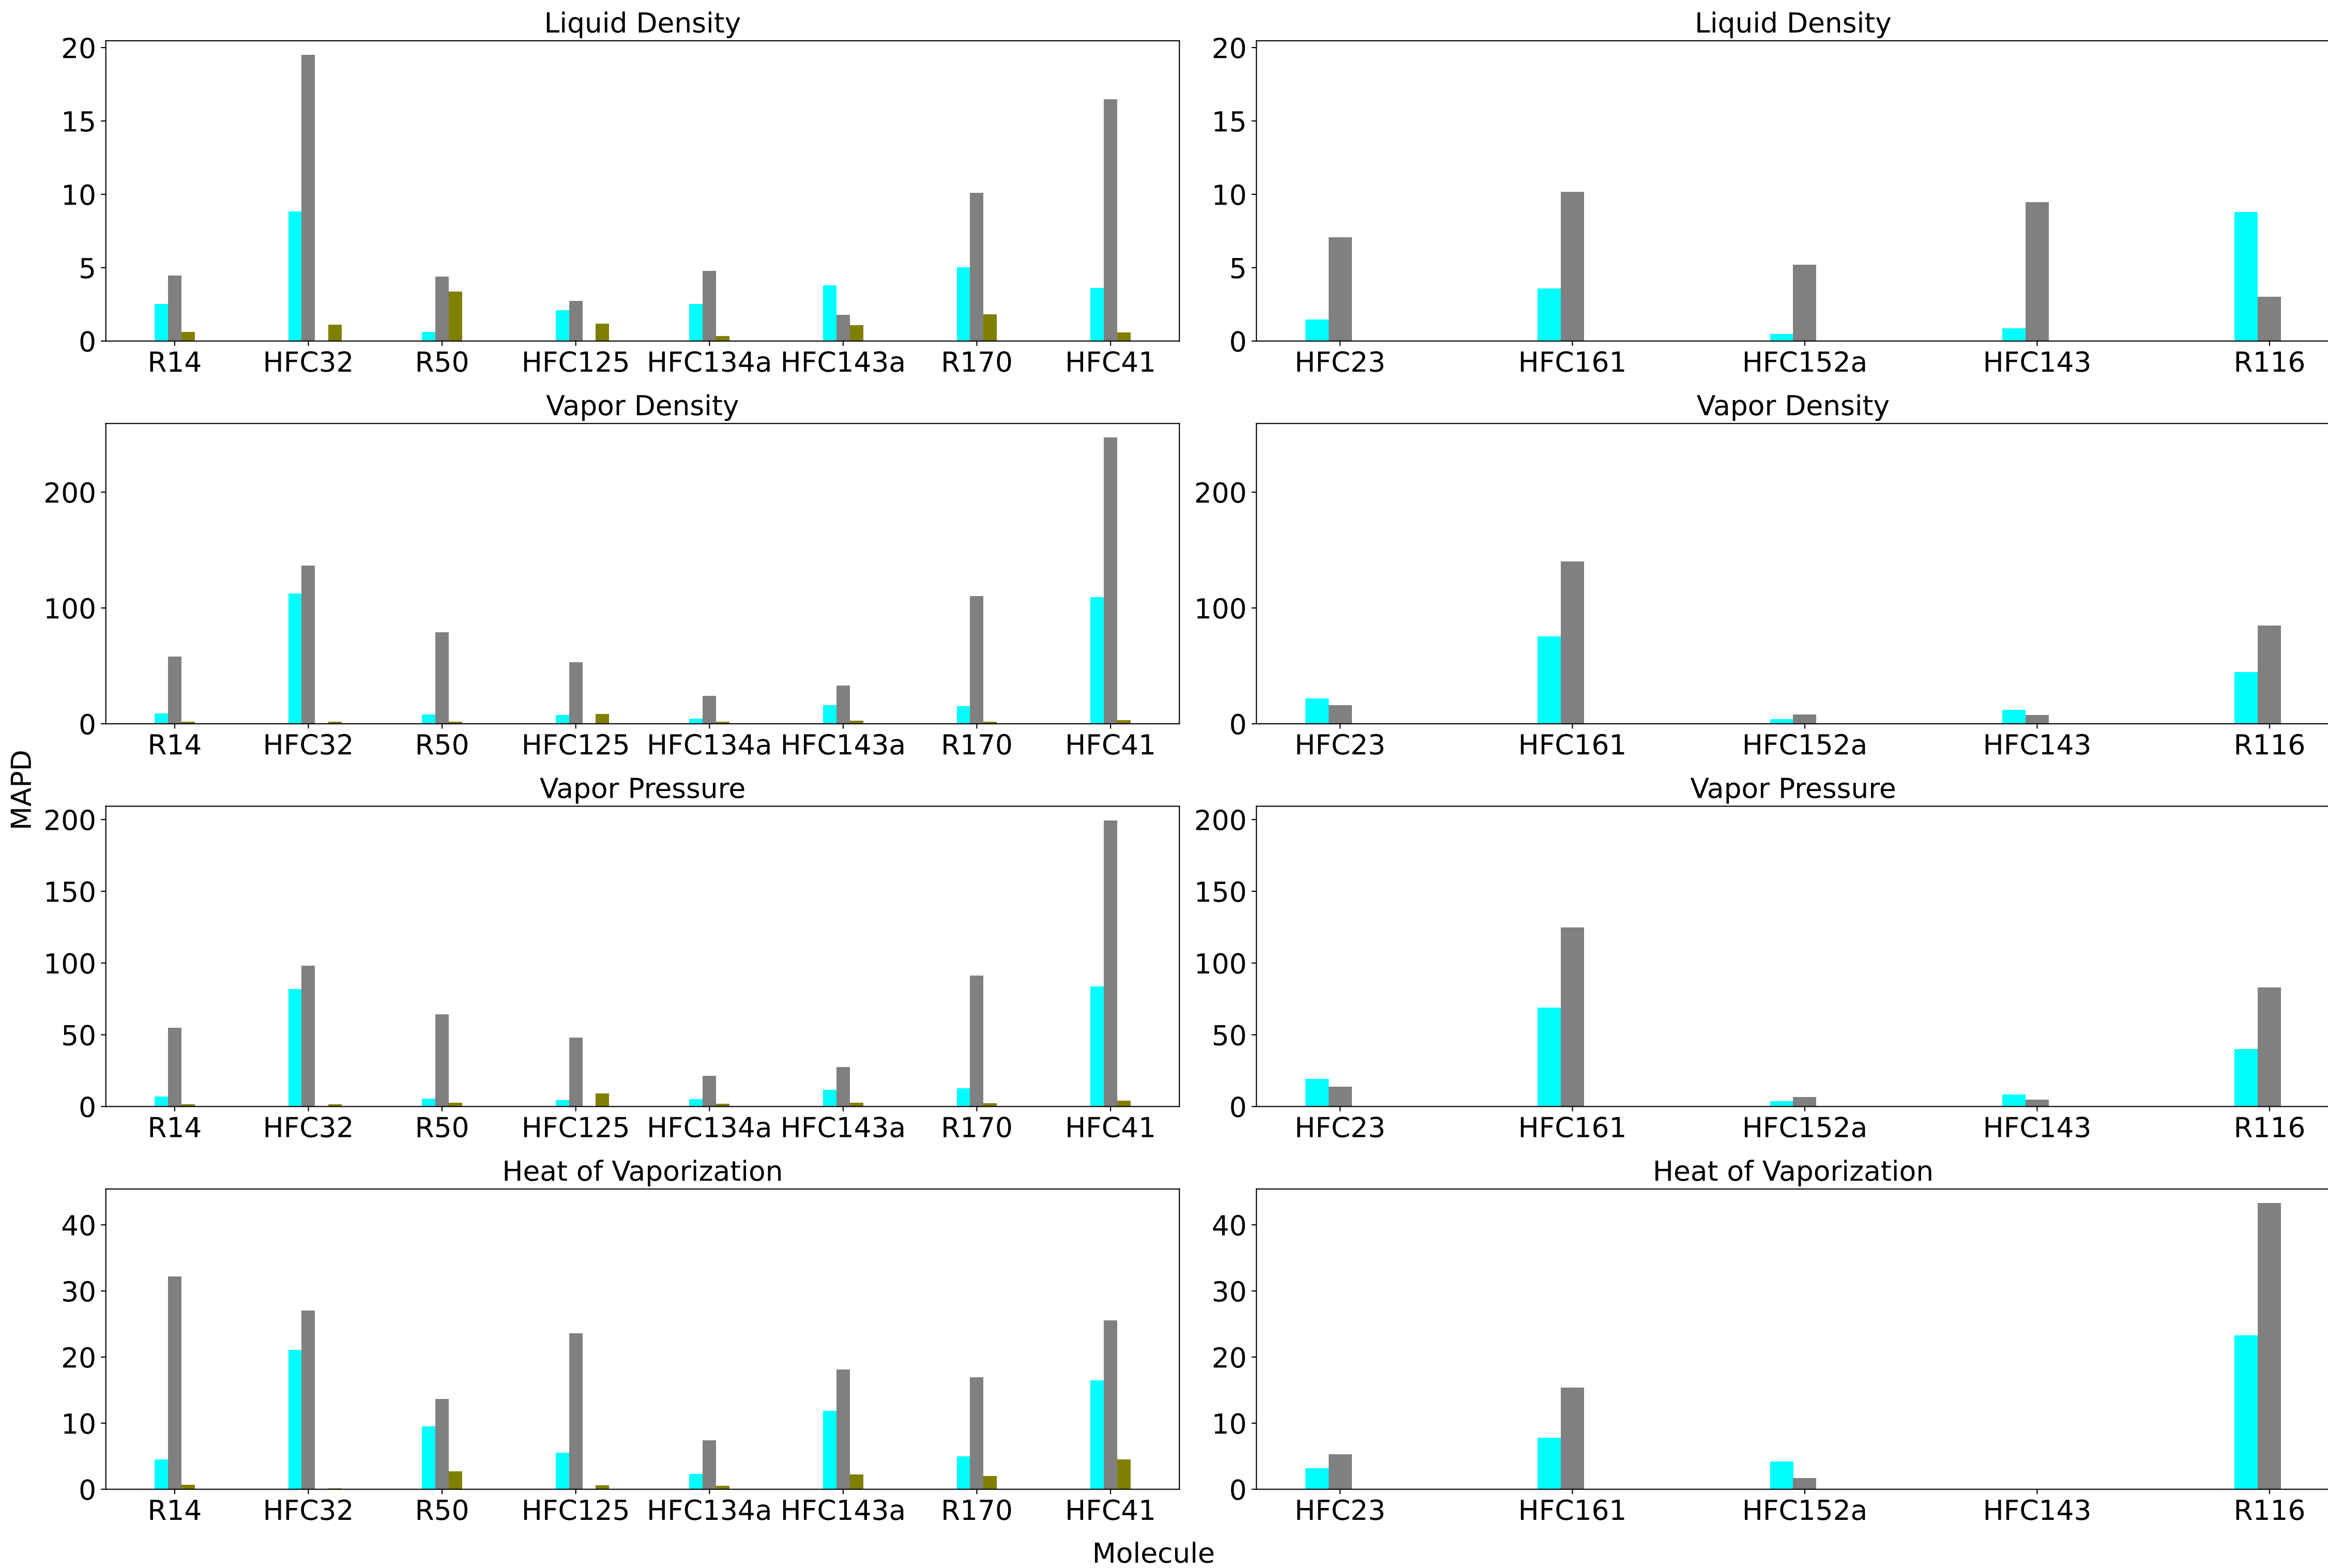 Liquid Density
20
15
10
5
0
R14 HFC32 R50 HFC125 HFC134a HFC143a R170 HFC41
Liquid Density
20
15
10
5
0
HFC23 HFC161 HFC152a HFC143 R116
Vapor Density
200
100
0
R14 HFC32 R50 HFC125 HFC134a HFC143a R170 HFC41
Vapor Density
200
100
0
HFC23 HFC161 HFC152a HFC143 R116
MAPD
Vapor Pressure
200
150
100
50
0
R14 HFC32 R50 HFC125 HFC134a HFC143a R170 HFC41
Vapor Pressure
200
150
100
50
0
HFC23 HFC161 HFC152a HFC143 R116
Heat of Vaporization
40
30
20
10
0
R14 HFC32 R50 HFC125 HFC134a HFC143a R170 HFC41
Heat of Vaporization
40
30
20
10
0
HFC23 HFC161 HFC152a HFC143 R116
Molecule